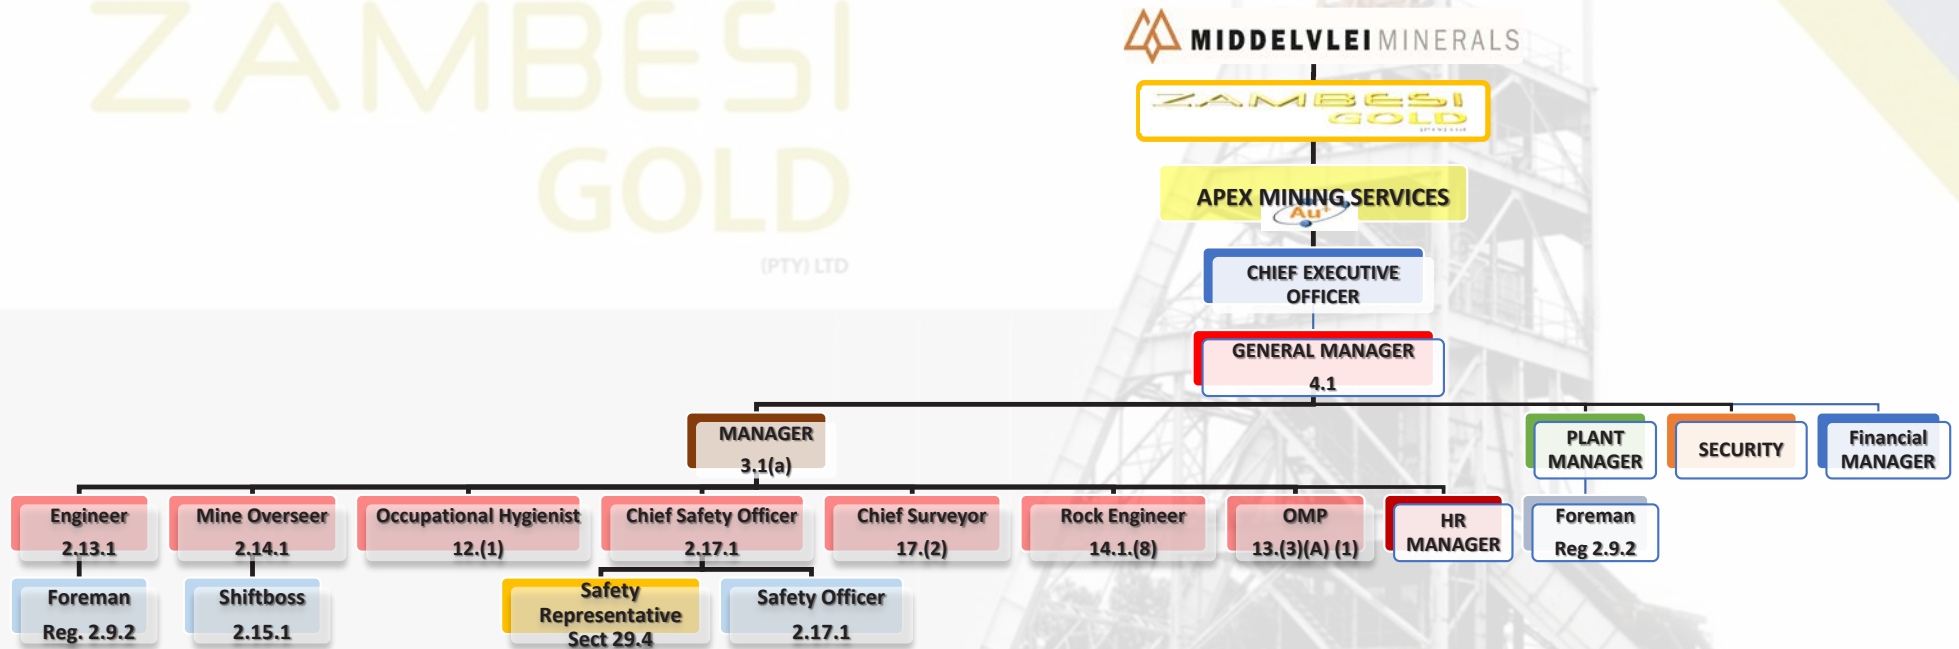 ZAMBESI
GOLD
(PTY) LTD
MIDDELVLEI MINERALS
ZAMBESI
GOLD
APEX MINING SERVICES
Au+
CHIEF EXECUTIVE
OFFICER
GENERAL MANAGER
4.1
MANAGER
3.1(a)
PLANT
MANAGER
SECURITY
Financial
MANAGER
Engineer
2.13.1
Mine Overseer
2.14.1
Occupational Hygienist
12.(1)
Chief Safety Officer
2.17.1
Chief Surveyor
17.(2)
Rock Engineer
14.1.(8)
OMP
13.(3)(A) (1)
HR
MANAGER
Foreman
Reg 2.9.2
Foreman
Reg. 2.9.2
Shiftboss
2.15.1
Safety
Representative
Sect 29.4
Safety Officer
2.17.1